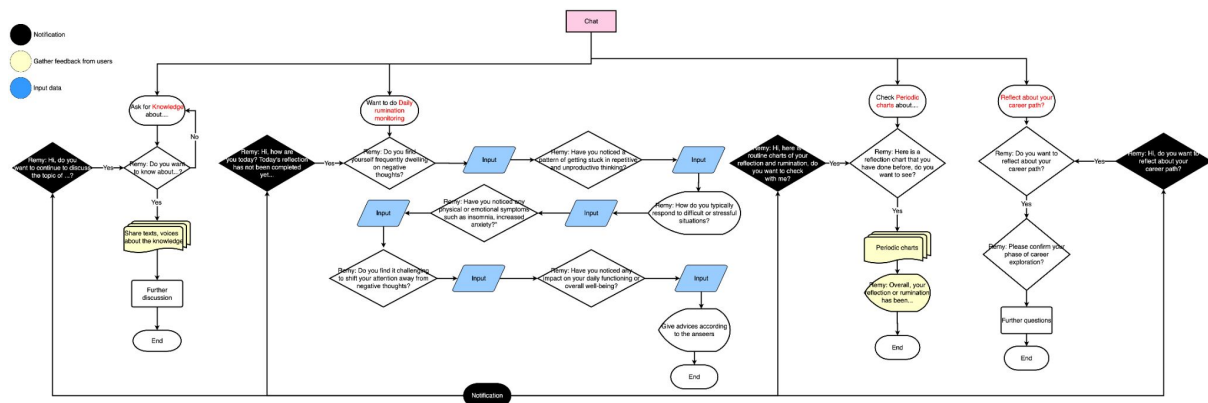 Chat
Notification
Gather feedback from users
Input data
Ask for Knowledge
about....
No
Remy: Hi, do you
want to continue to discuss
the topic of ...?
Yes
Remy: Do you want
to know about...?
Yes
Share texts, voices
about the knowledge
Further
discussion
End
Want to do Daily
rumination
monitoring
Remy: Hi, how are
you today? Today's reflection
has not been completed
yet...
Yes
Remy: Do you find
yourself frequently dwelling
on negative
thoughts?
Input
Remy: Have you noticed a
pattern of getting stuck in repetitive
and unproductive thinking?
Input
Remy: How do you typically
respond to difficult or stressful
situations?
Input
Remy: Have you noticed any
physical or emotional symptoms
such as insomnia, increased
anxiety?"
Input
Remy: Do you find it challenging
to shift your attention away from
negative thoughts?
Input
Remy: Have you noticed any
impact on your daily functioning or
overall well-being?
Input
Give advices according
to the anseers
End
Check Periodic
charts about....
Remy: Hi, here is
routine charts of your
reflection and rumination, do
you want to check
with me?
Yes
Remy: Here is a
reflection chart that you
have done before, do you
want to see?
Yes
Periodic charts
Remy: Overall, your
reflection or rumination
has been...
End
Reflect about your
career path?
Remy: Do you want to
reflect about your
career path?
Yes
Remy: Hi, do you want to
reflect about your
career path?
Yes
Remy: Please confirm your
phase of career
exploration?
Further questions
End
Notification